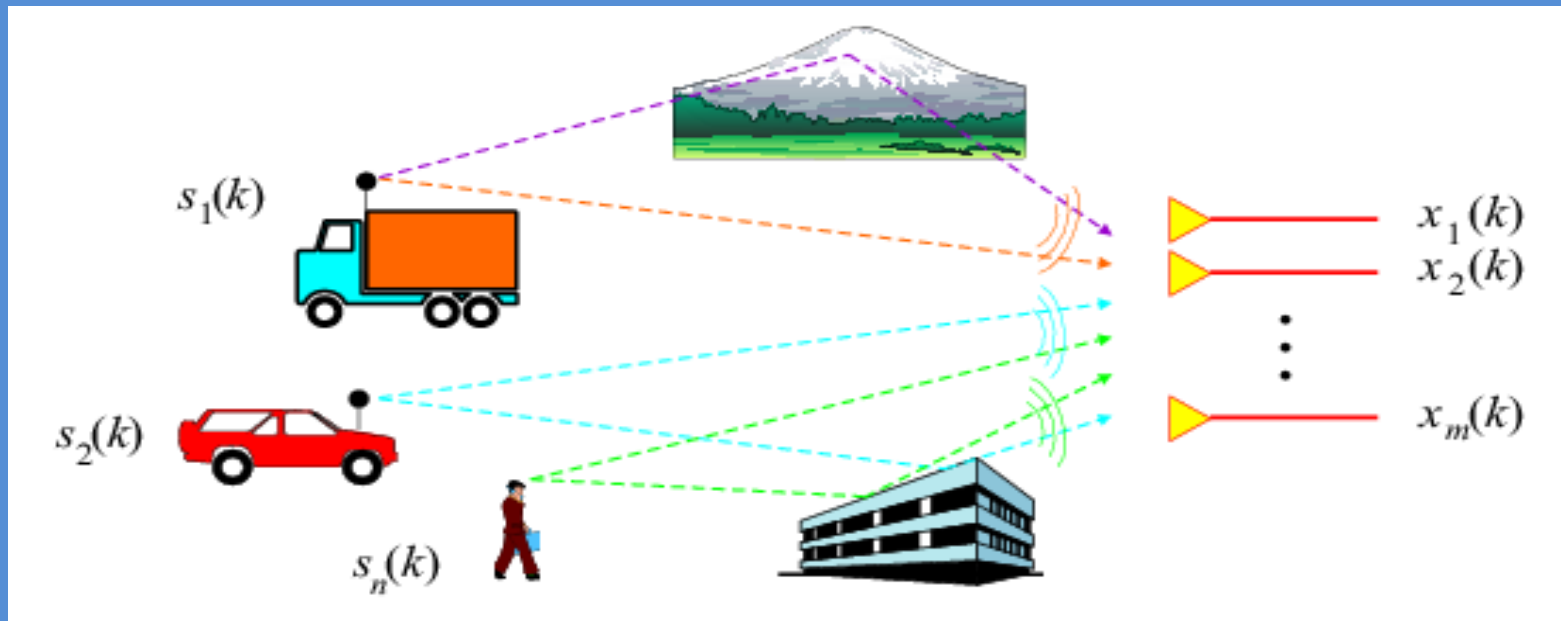 s₁(k)
s₂(k)
sₙ(k)
x₁(k)
x₂(k)
xₘ(k)